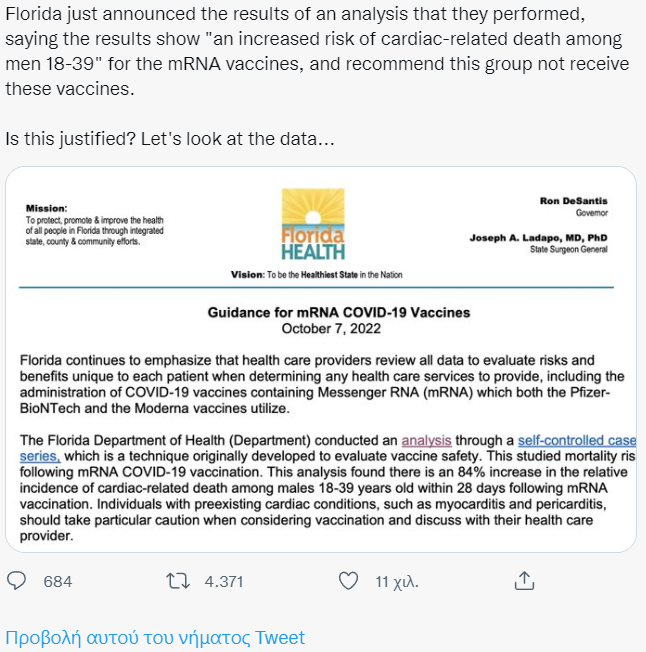 Florida just announced the results of an analysis that they performed,
saying the results show "an increased risk of cardiac-related death among
men 18-39" for the mRNA vaccines, and recommend this group not receive
these vaccines.
Is this justified? Let's look at the data…
Mission:
To protect, promote & improve the health
of all people in Florida through integrated
state, county & community efforts.
Florida
HEALTH
Ron DeSantis
Governor
Joseph A. Ladapo, MD, PhD
State Surgeon General
Vision: To be the Healthiest State in the Nation
Guidance for mRNA COVID-19 Vaccines
October 7, 2022
Florida continues to emphasize that health care providers review all data to evaluate risks and
benefits unique to each patient when determining any health care services to provide, including the
administration of COVID-19 vaccines containing Messenger RNA (mRNA) which both the Pfizer-
BioNTech and the Moderna vaccines utilize.
The Florida Department of Health (Department) conducted an analysis through a self-controlled case
series, which is a technique originally developed to evaluate vaccine safety. This studied mortality ris
following mRNA COVID-19 vaccination. This analysis found there is an 84% increase in the relative
incidence of cardiac-related death among males 18-39 years old within 28 days following mRNA
vaccination. Individuals with preexisting cardiac conditions, such as myocarditis and pericarditis,
should take particular caution when considering vaccination and discuss with their health care
provider.
684 4.371 11 χιλ.
Προβολή αυτού του νήματος Tweet